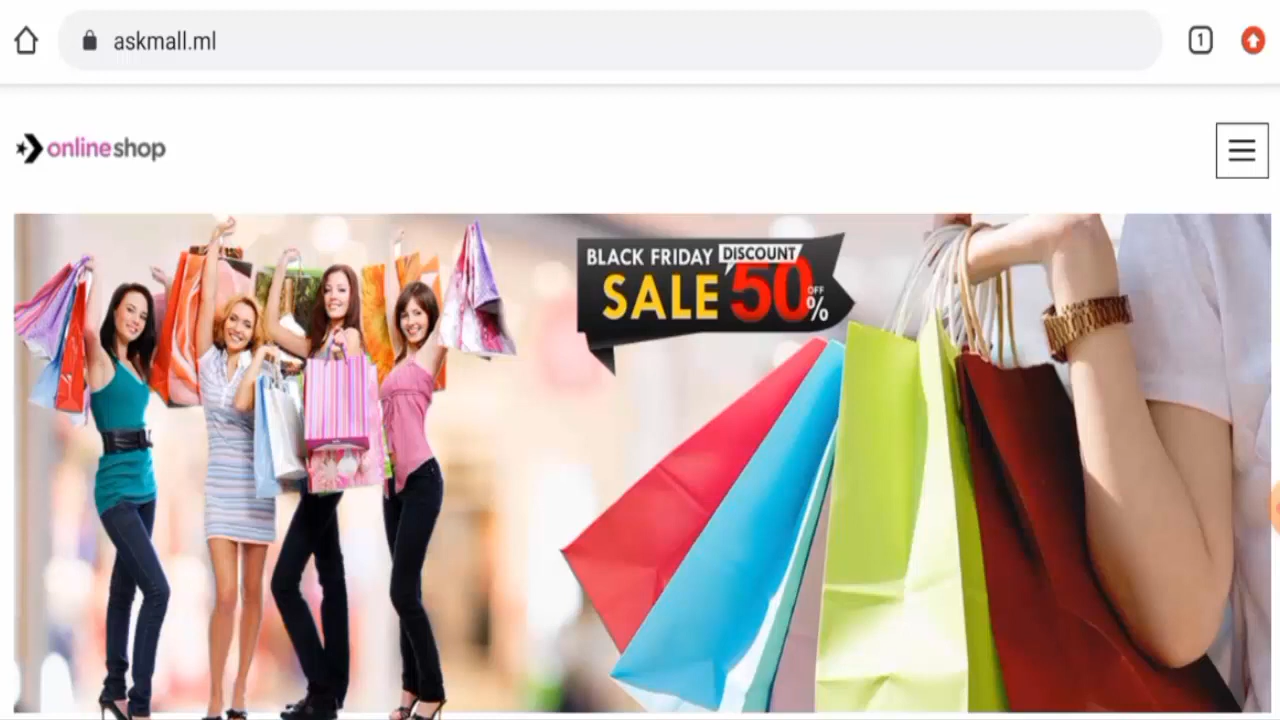 askmall.ml
1
onlineshop
BLACK FRIDAY DISCOUNT
SALE 50% OFF